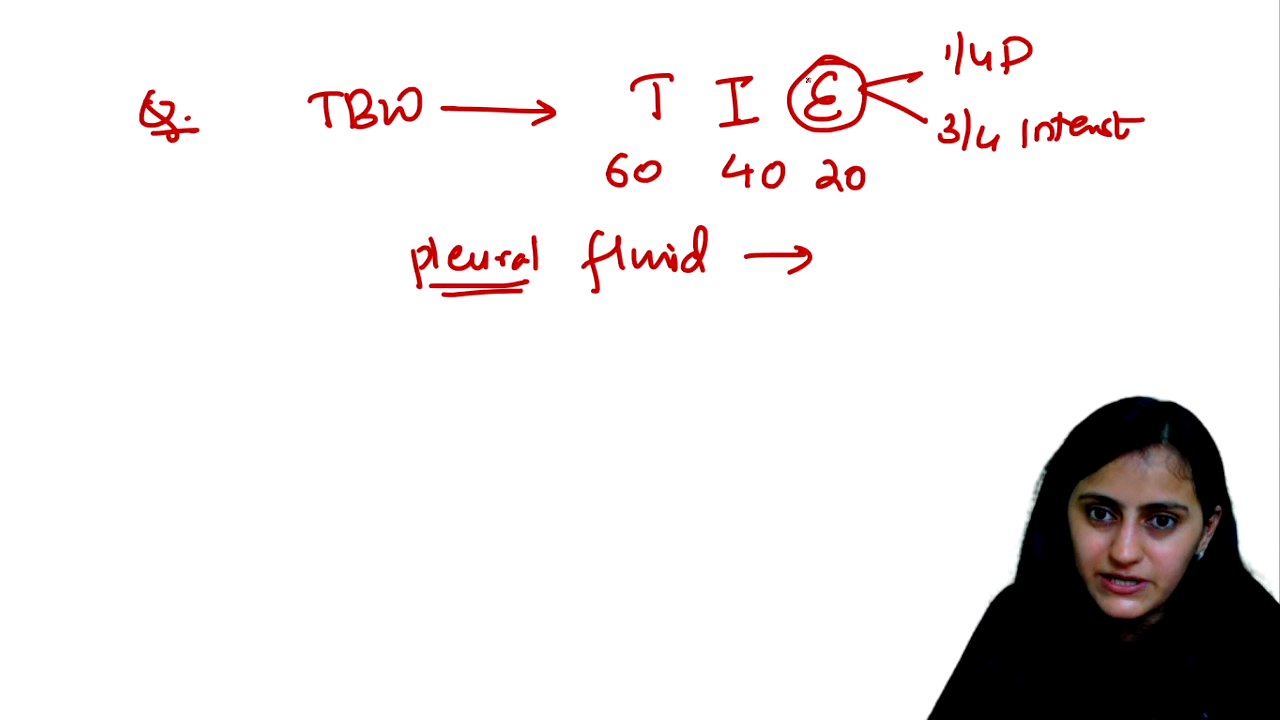 Q. TBW → T I E 1/4 P
3/4 Interst
60 40 20
pleural fluid →